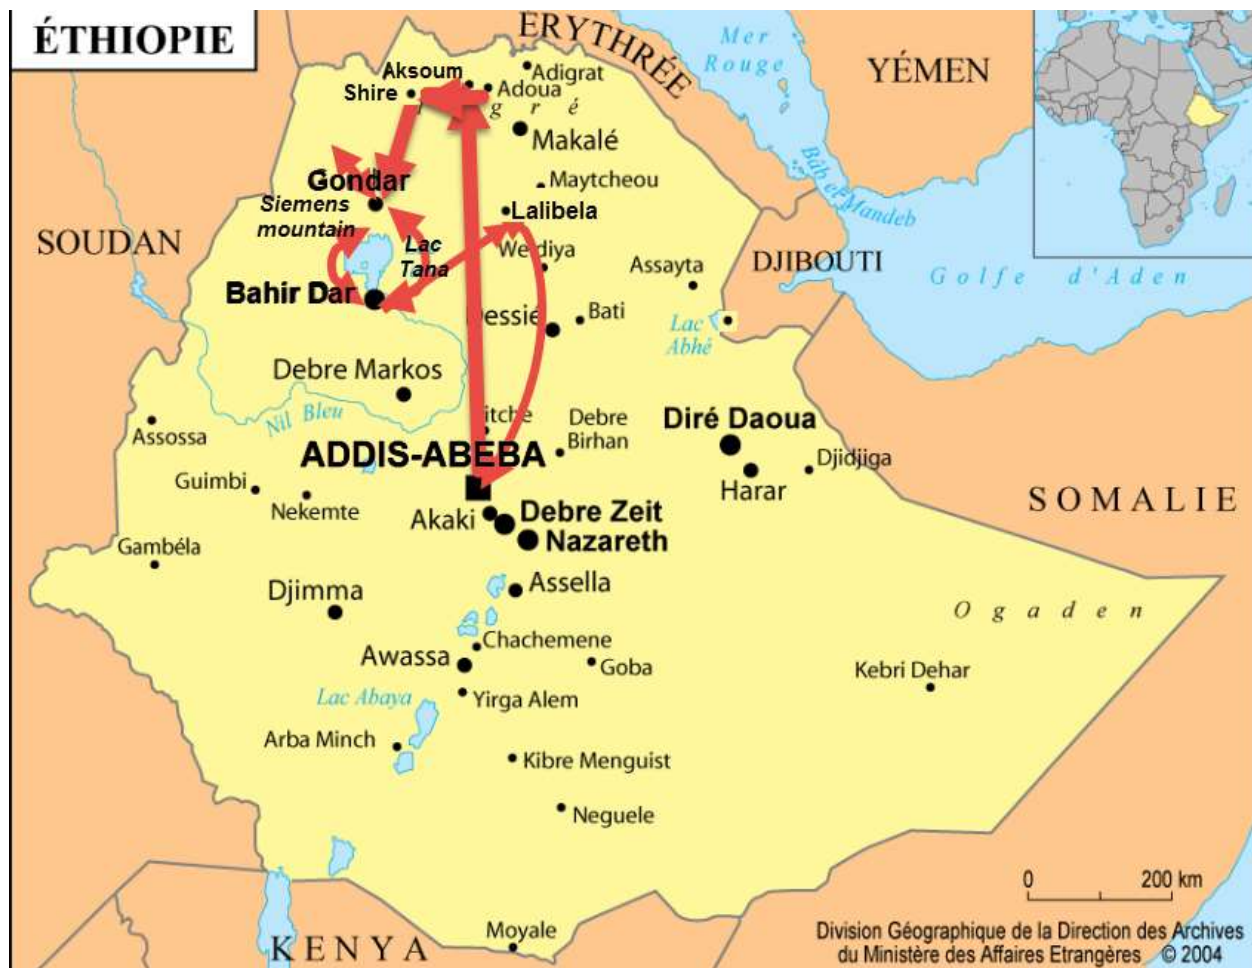 ÉTHIOPIE
ERYTHRÉE
Mer
Rouge
YÉMEN
Aksoum
Adigrat
Shire
Adoua
g r é
Makalé
Bâb el-Mandeb
Gondar
Maytcheou
Siemens
mountain
Lalibela
SOUDAN
Lac
Tana
Weldiya
Assayta
DJIBOUTI
Golfe d'Aden
Bahir Dar
Dessié
Bati
Lac
Abhé
Debre Markos
Nil Bleu
Assossa
itche
Debre
Birhan
Diré Daoua
ADDIS-ABEBA
Djidjiga
Guimbi
Nekemte
Harar
SOMALIE
Akaki
Debre Zeit
Nazareth
Gambéla
Djimma
Assella
Ogaden
Chachemene
Awassa
Goba
Kebri Dehar
Lac Abaya
Yirga Alem
Arba Minch
Kibre Menguist
Neguele
0 200 km
Moyale
KENYA
Division Géographique de la Direction des Archives
du Ministère des Affaires Etrangères © 2004